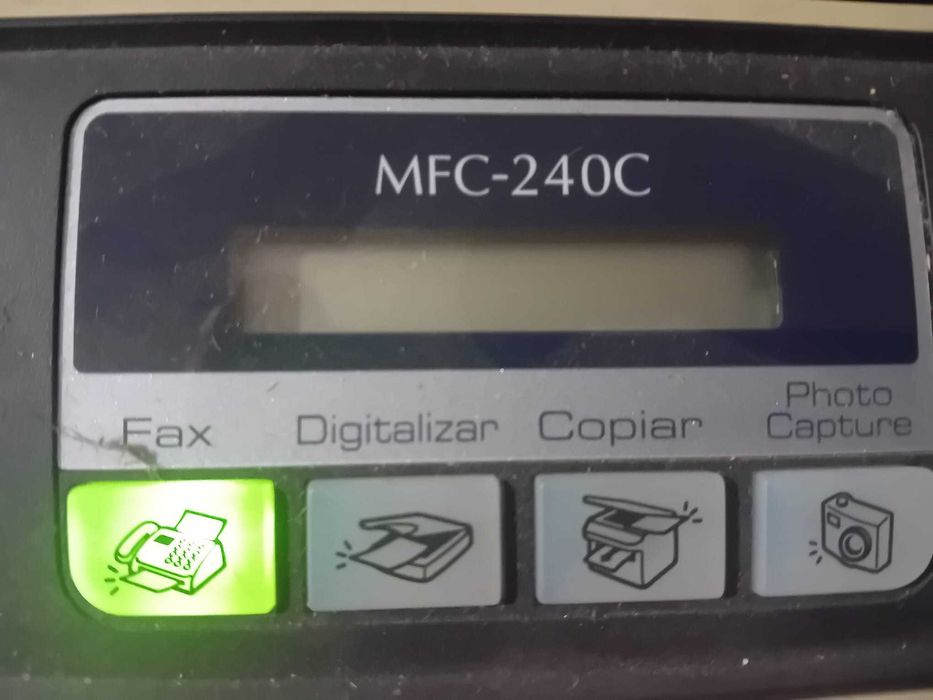 MFC-240C
Fax
Digitalizar
Copiar
Photo
Capture